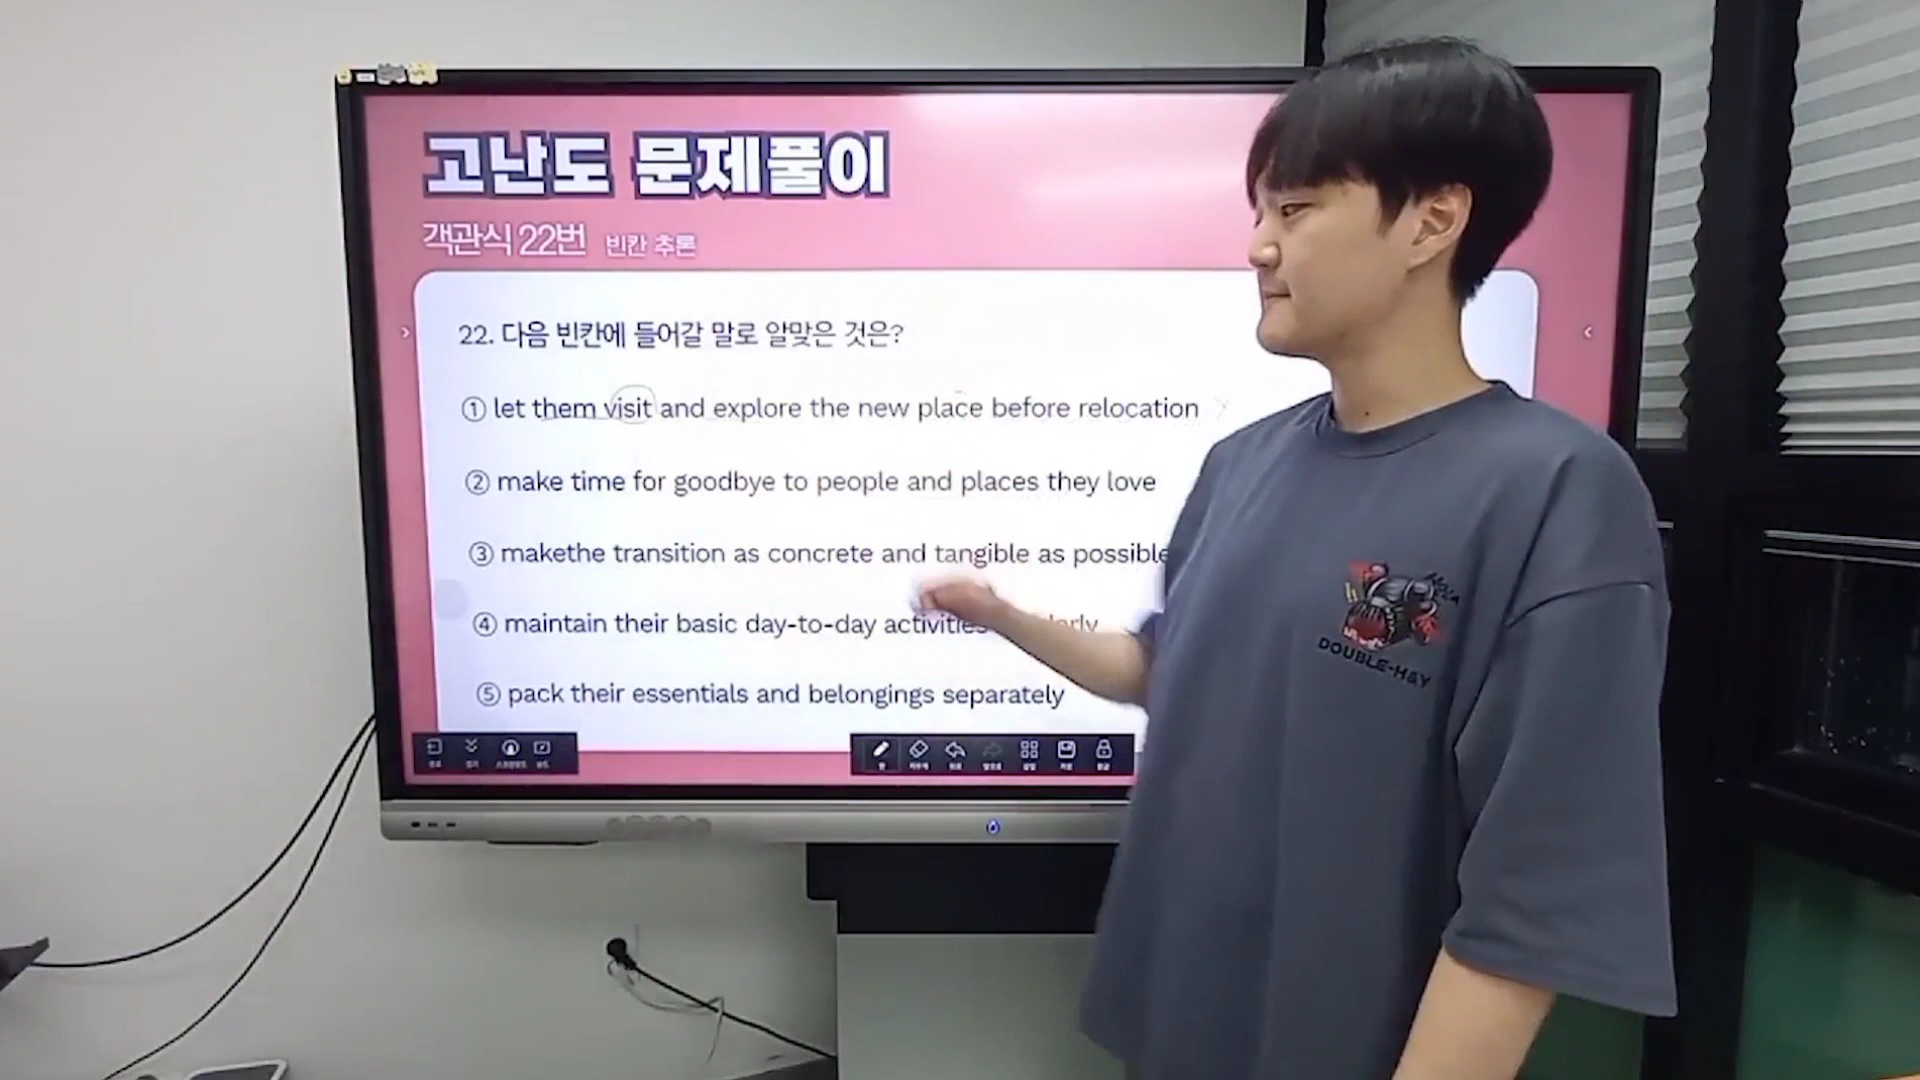 고난도 문제풀이
객관식 22번 빈칸 추론
22. 다음 빈칸에 들어갈 말로 알맞은 것은?
① let them visit and explore the new place before relocation
② make time for goodbye to people and places they love
③ makethe transition as concrete and tangible as possible
④ maintain their basic day-to-day activities
⑤ pack their essentials and belongings separately
DOUBLE-H&Y